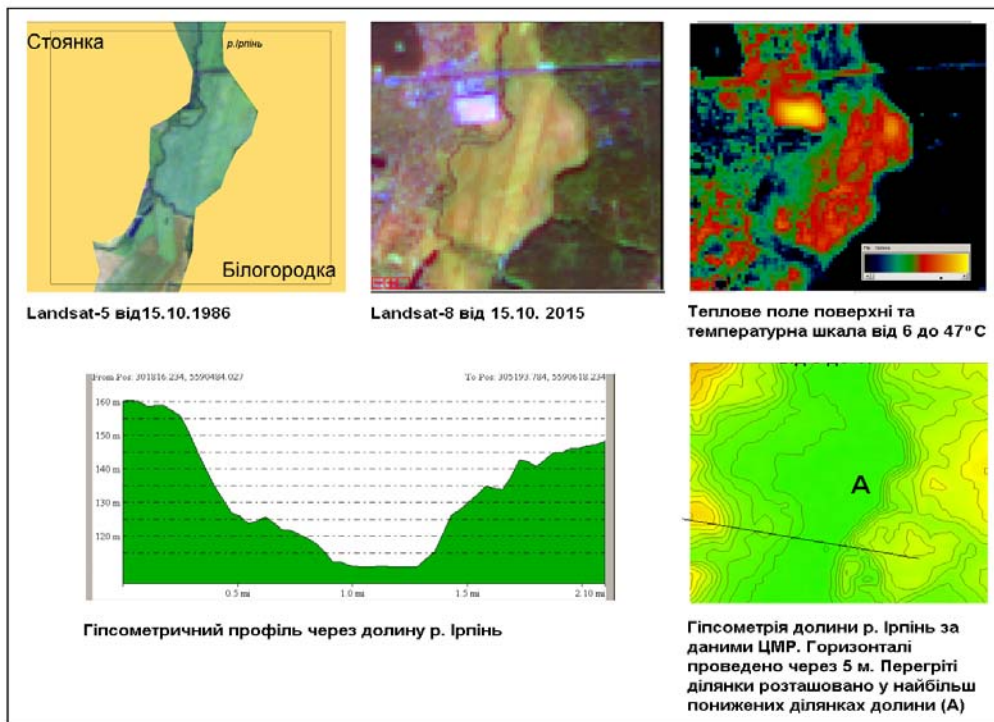 Стоянка
р.Ірпінь
Білогородка
Landsat-5 від15.10.1986
Landsat-8 від 15.10. 2015
Теплове поле поверхні та
температурна шкала від 6 до 47° С
From Pos: 301816.234, 5590484.027
To Pos: 305193.784, 5590618.234
160 m
150 m
140 m
130 m
120 m
0.5 mi
1.0 mi
1.5 mi
2.10 mi
Гіпсометричний профіль через долину р. Ірпінь
А
Гіпсометрія долини р. Ірпінь за
даними ЦМР. Горизонталі
проведено через 5 м. Перегріті
ділянки розташовано у найбільш
понижених ділянках долини (А)